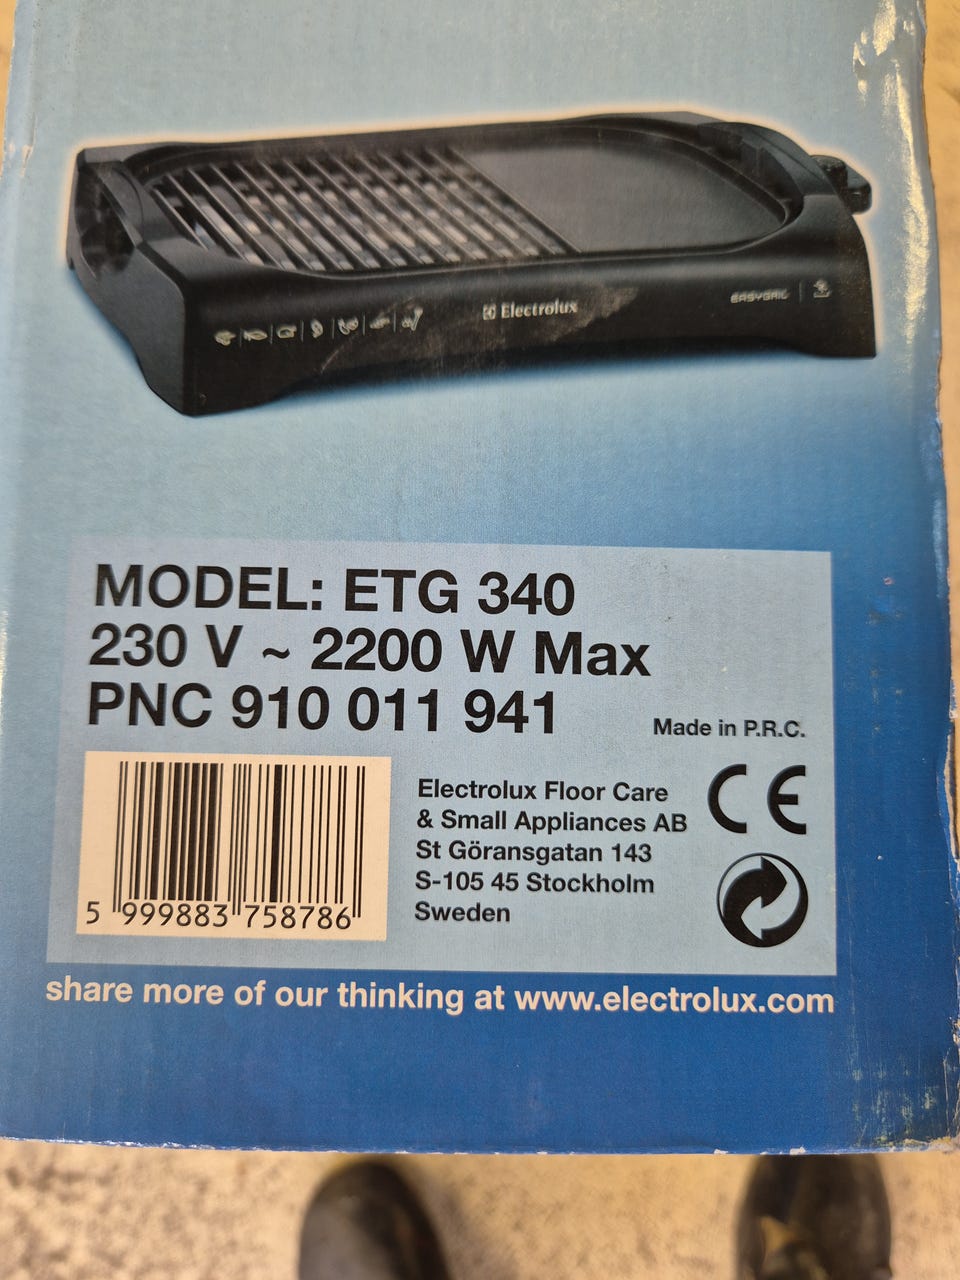 Electrolux
EASYGRILL
MODEL: ETG 340
230 V ~ 2200 W Max
PNC 910 011 941
Made in P.R.C.
5 999883 758786
Electrolux Floor Care
& Small Appliances AB
St Göransgatan 143
S-105 45 Stockholm
Sweden
CE
share more of our thinking at www.electrolux.com